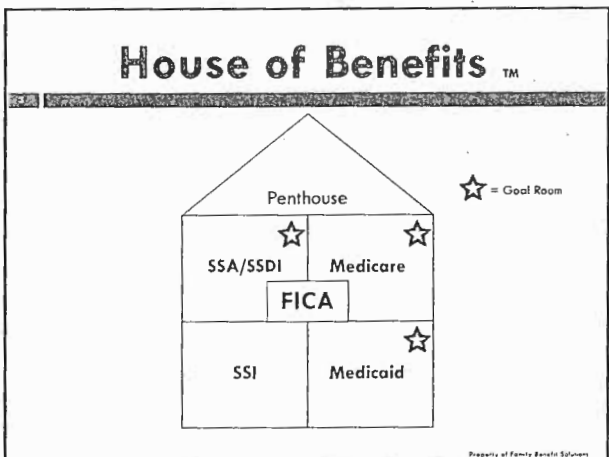 House of Benefits ™
☆ = Goal Room
Penthouse
SSA/SSDI
Medicare
FICA
SSI
Medicaid
Property of Family Benefit Solutions